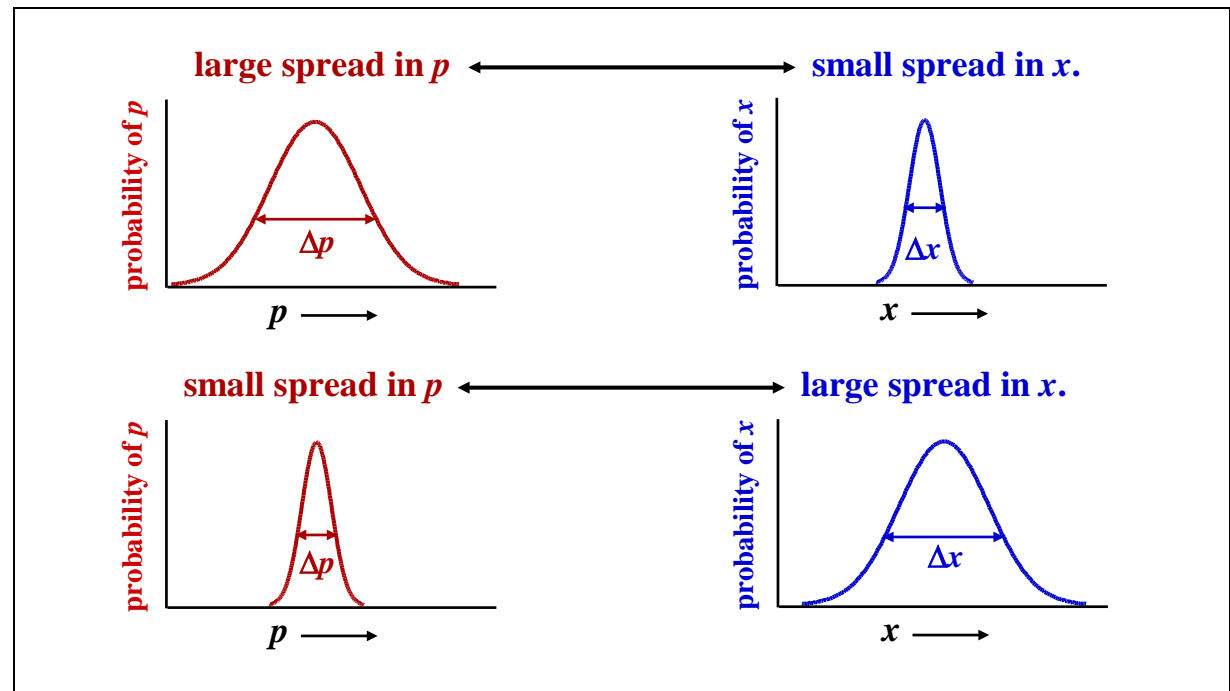 large spread in p
small spread in x.
probability of p
Δp
p
probability of x
Δx
x
small spread in p
large spread in x.
probability of p
Δp
p
probability of x
Δx
x